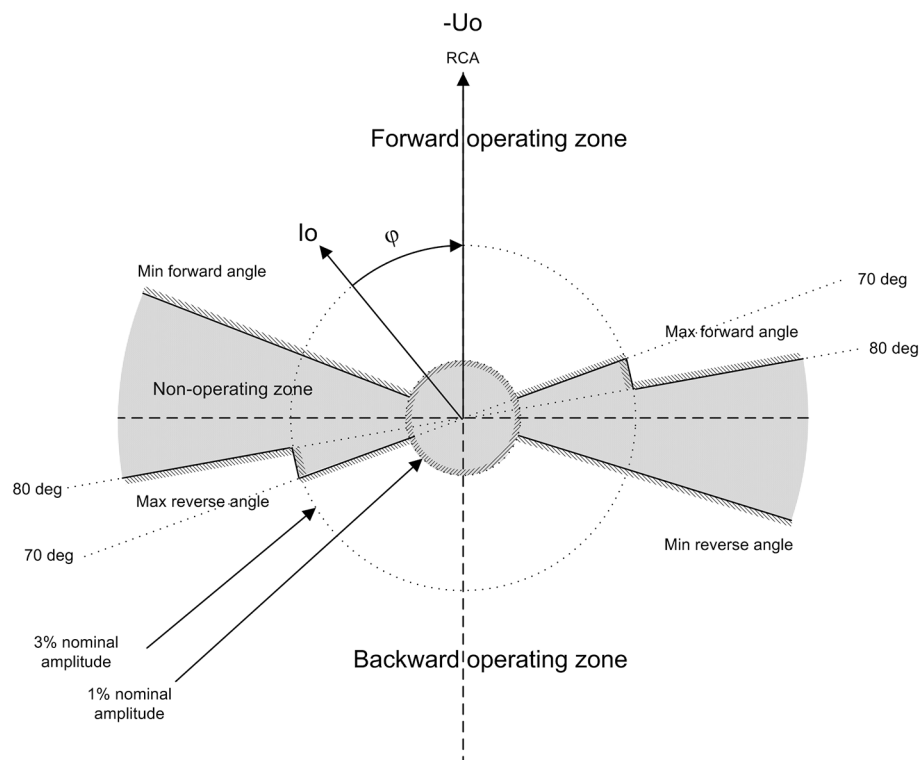 -Uo
RCA
Forward operating zone
Io
φ
Min forward angle
70 deg
Max forward angle
80 deg
Non-operating zone
80 deg
Max reverse angle
70 deg
Min reverse angle
3% nominal
amplitude
Backward operating zone
1% nominal
amplitude